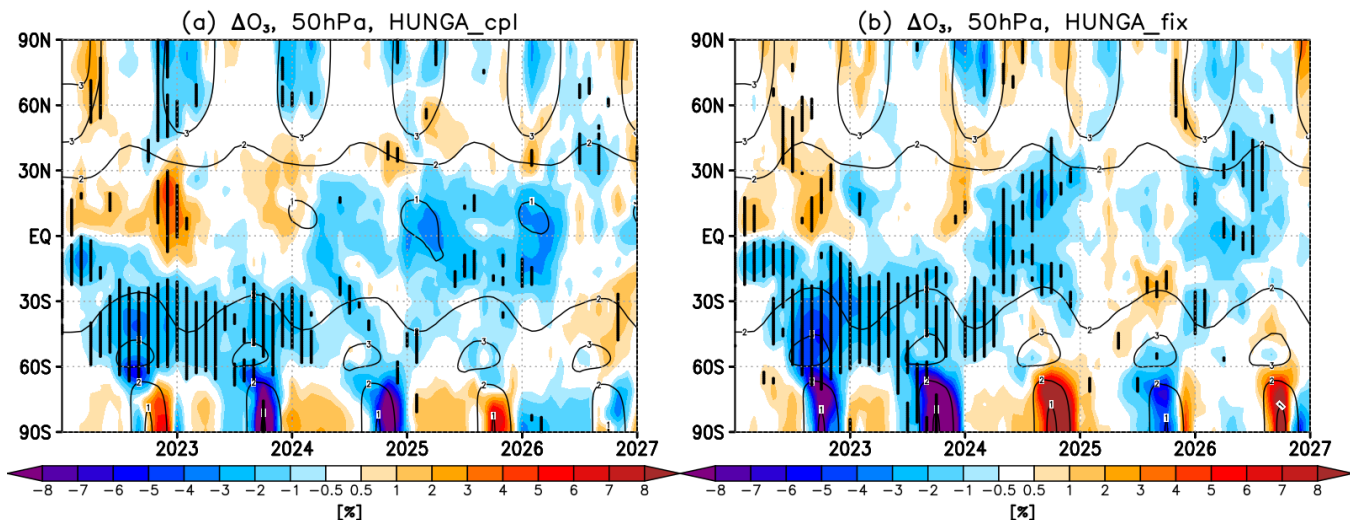 (a) ΔO₃, 50hPa, HUNGA_cpl
90N
60N
30N
EQ
30S
60S
90S
2023 2024 2025 2026 2027
-8 -7 -6 -5 -4 -3 -2 -1 -0.5 0.5 1 2 3 4 5 6 7 8
[%]
(b) ΔO₃, 50hPa, HUNGA_fix
90N
60N
30N
EQ
30S
60S
90S
2023 2024 2025 2026 2027
-8 -7 -6 -5 -4 -3 -2 -1 -0.5 0.5 1 2 3 4 5 6 7 8
[%]